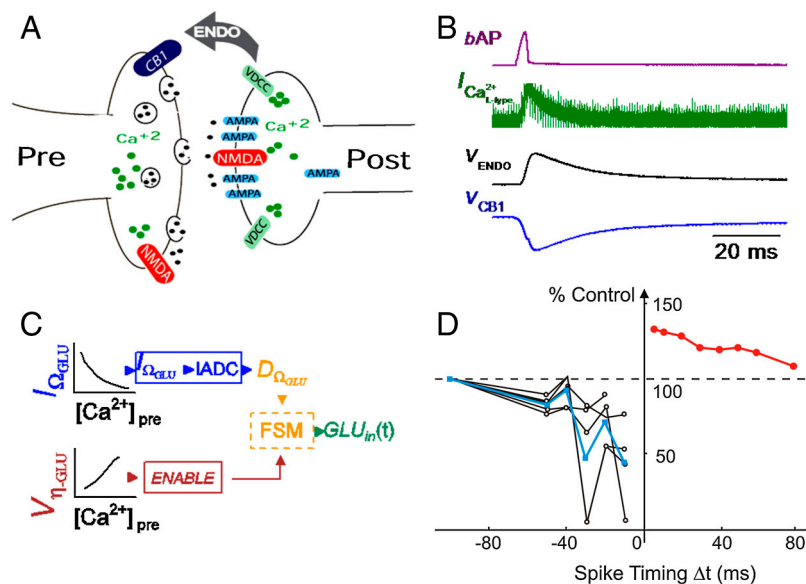 A
ENDO
CB1
VDCC
Ca+2
AMPA
AMPA
Ca+2
Pre
NMDA
AMPA
Post
AMPA
AMPA
VDCC
NMDA
B
bAP
I Ca2+ L-type
VENDO
VCB1
20 ms
C
IΩGLU
[Ca2+]pre
IΩGLU
IADC
DΩGLU
FSM
GLUin(t)
Vη-GLU
[Ca2+]pre
ENABLE
D
% Control
150
100
50
-80
-40
0
40
80
Spike Timing Δt (ms)